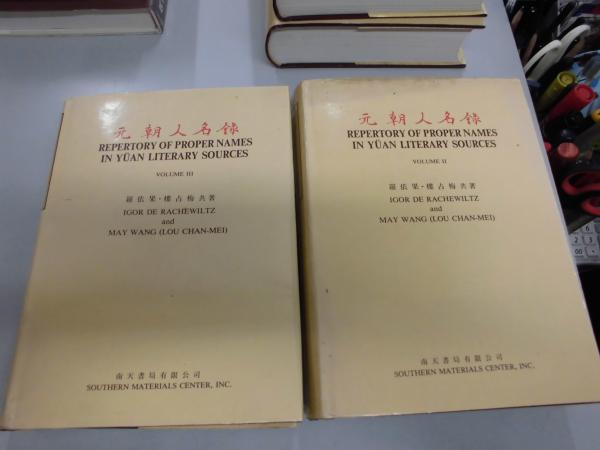 元朝人名錄
REPERTORY OF PROPER NAMES
IN YÜAN LITERARY SOURCES
VOLUME III
羅依果·樓占梅共著
IGOR DE RACHEWILTZ
and
MAY WANG (LOU CHAN-MEI)
南天書局有限公司
SOUTHERN MATERIALS CENTER, INC.
元朝人名錄
REPERTORY OF PROPER NAMES
IN YÜAN LITERARY SOURCES
VOLUME II
羅依果·樓占梅共著
IGOR DE RACHEWILTZ
and
MAY WANG (LOU CHAN-MEI)
南天書局有限公司
SOUTHERN MATERIALS CENTER, INC.